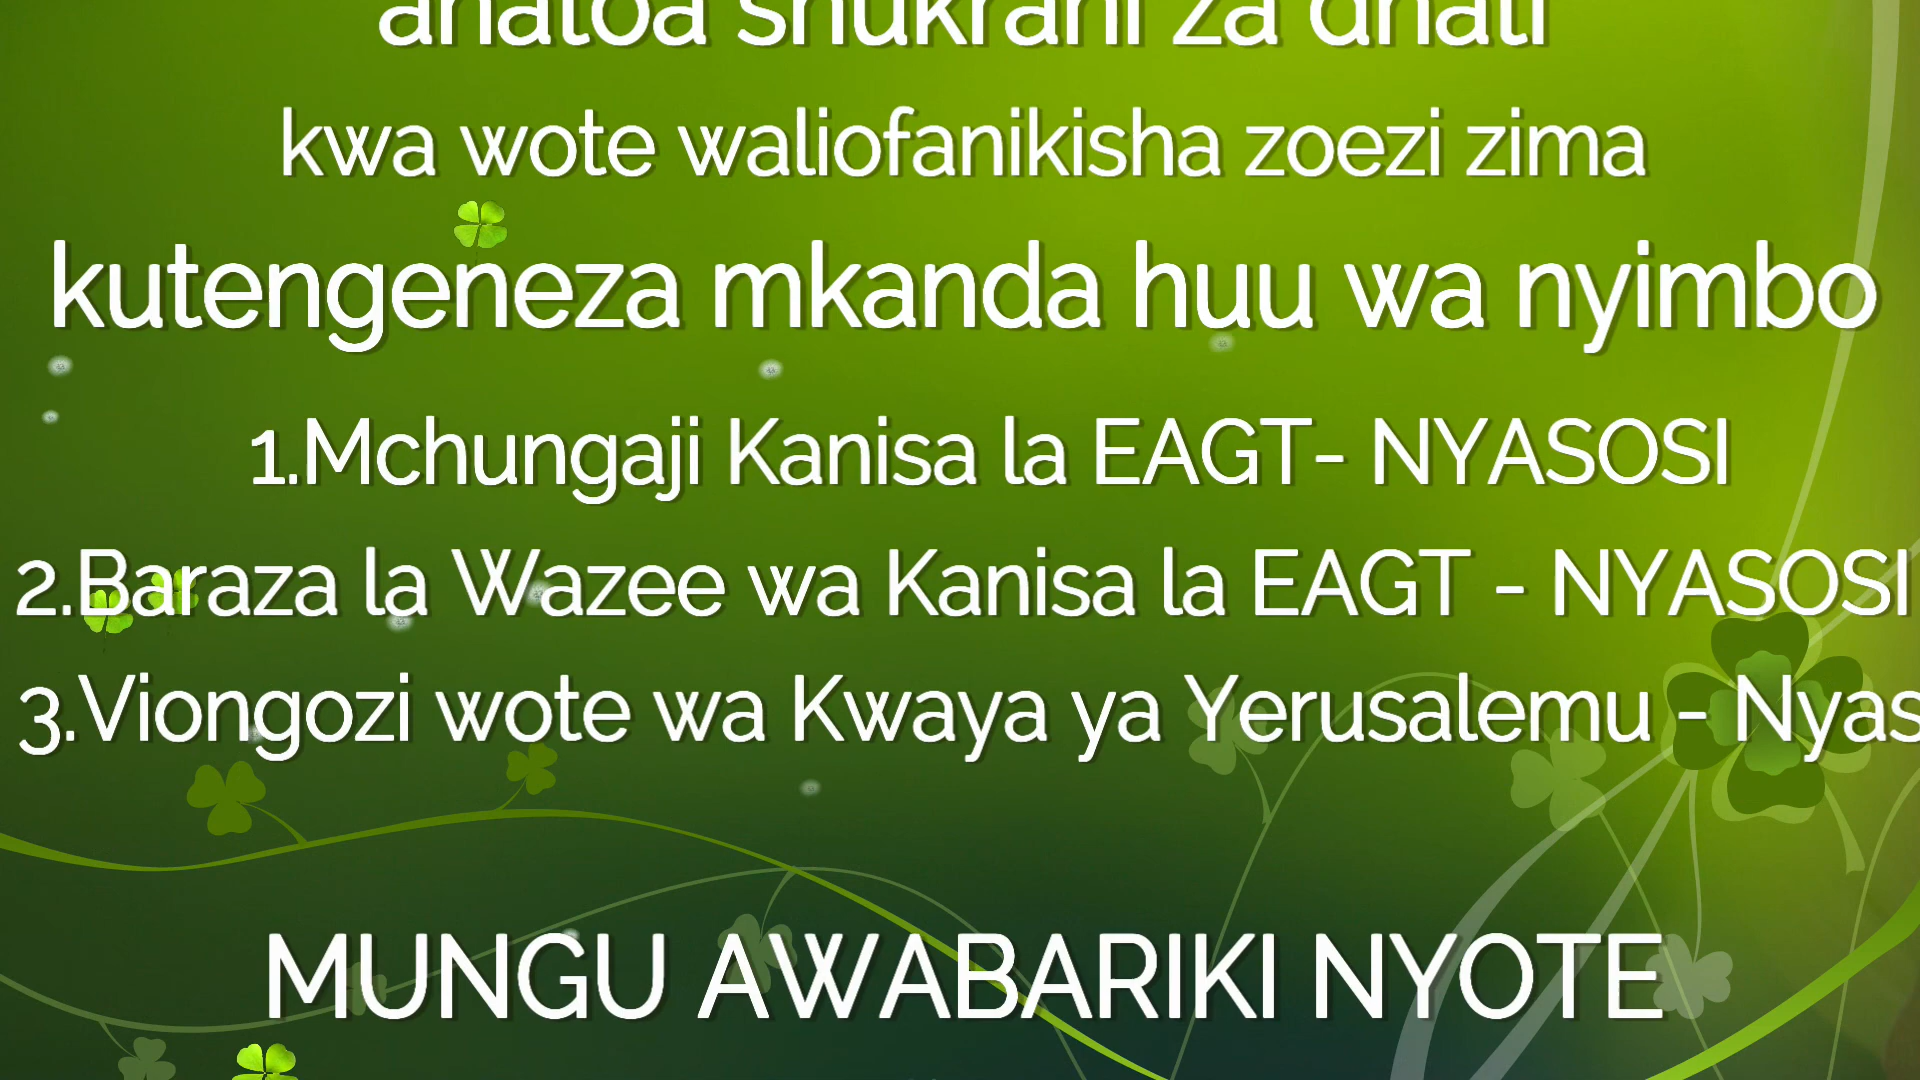 anatoa shukrani za dhati
kwa wote waliofanikisha zoezi zima
kutengeneza mkanda huu wa nyimbo
1.Mchungaji Kanisa la EAGT- NYASOSI
2.Baraza la Wazee wa Kanisa la EAGT - NYASOSI
3.Viongozi wote wa Kwaya ya Yerusalemu - Nyas
MUNGU AWABARIKI NYOTE